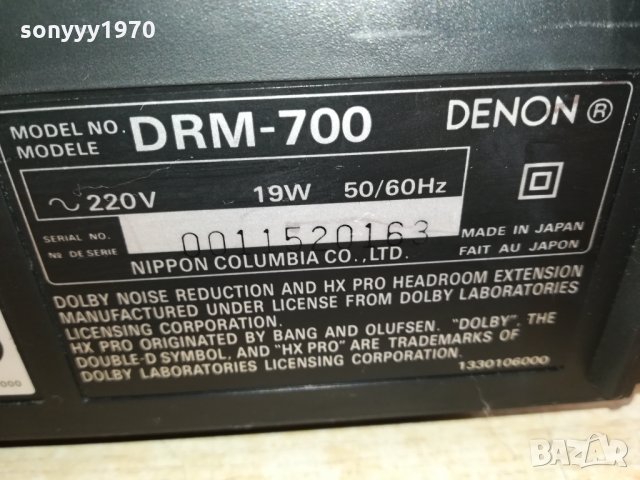 sonyyy1970
MODEL NO. DRM-700 DENON®
MODELE
~ 220V 19W 50/60Hz
SERIAL NO. 0011520163 MADE IN JAPAN
Nº DE SERIE FAIT AU JAPON
NIPPON COLUMBIA CO., LTD.
DOLBY NOISE REDUCTION AND HX PRO HEADROOM EXTENSION
MANUFACTURED UNDER LICENSE FROM DOLBY LABORATORIES
LICENSING CORPORATION.
HX PRO ORIGINATED BY BANG AND OLUFSEN. "DOLBY", THE
DOUBLE-D SYMBOL, AND "HX PRO" ARE TRADEMARKS OF
DOLBY LABORATORIES LICENSING CORPORATION.
1330106000
BAZAR